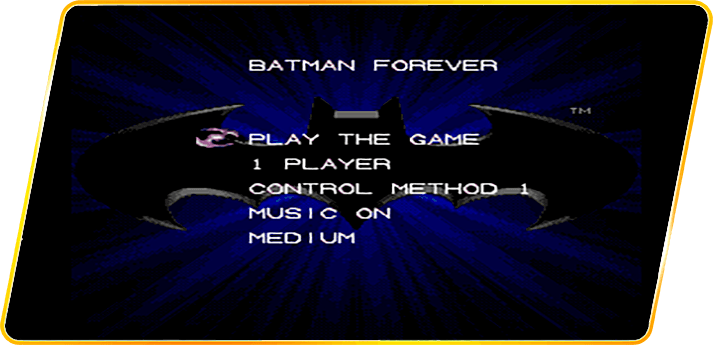 BATMAN FOREVER
TM
PLAY THE GAME
1 PLAYER
CONTROL METHOD 1
MUSIC ON
MEDIUM